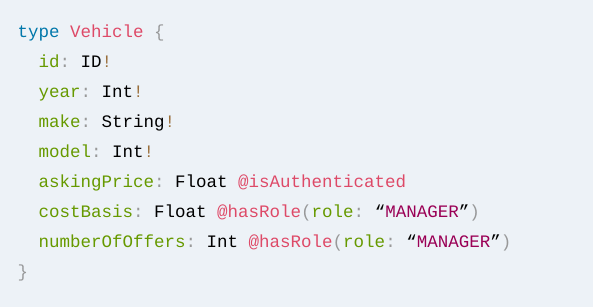 type Vehicle {
  id: ID!
  year: Int!
  make: String!
  model: Int!
  askingPrice: Float @isAuthenticated
  costBasis: Float @hasRole(role: “MANAGER”)
  numberOfOffers: Int @hasRole(role: “MANAGER”)
}